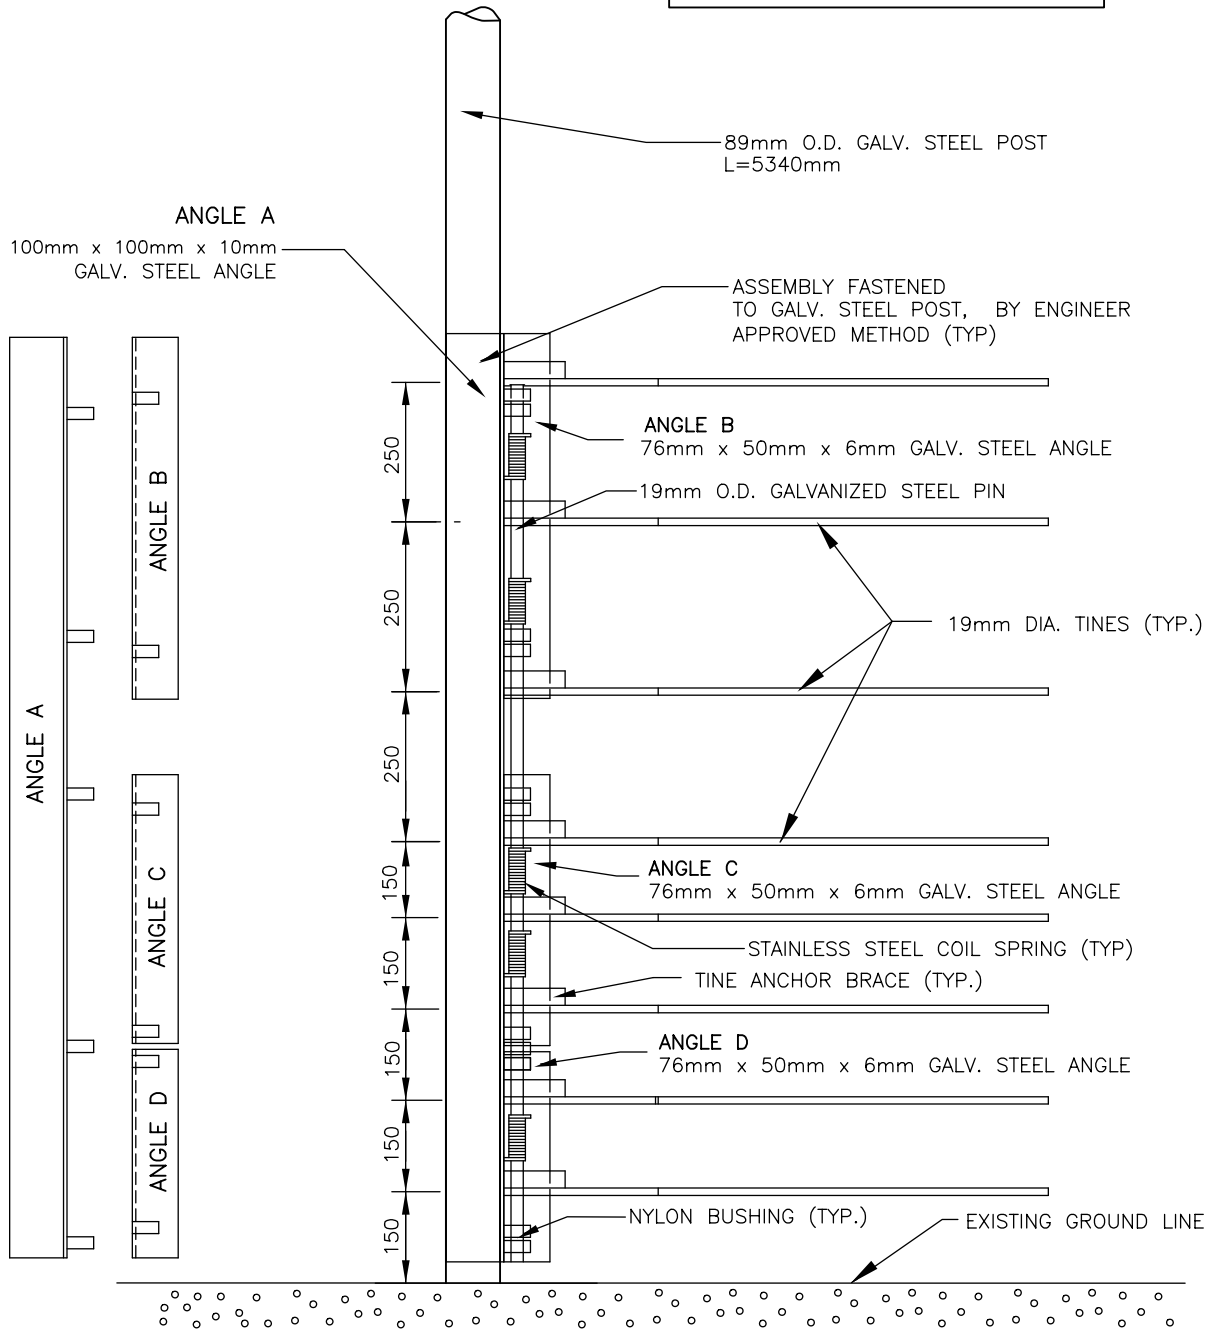 89mm O.D. GALV. STEEL POST
L=5340mm
ANGLE A
100mm x 100mm x 10mm
GALV. STEEL ANGLE
ASSEMBLY FASTENED
TO GALV. STEEL POST, BY ENGINEER
APPROVED METHOD (TYP)
ANGLE B
76mm x 50mm x 6mm GALV. STEEL ANGLE
19mm O.D. GALVANIZED STEEL PIN
19mm DIA. TINES (TYP.)
ANGLE C
76mm x 50mm x 6mm GALV. STEEL ANGLE
STAINLESS STEEL COIL SPRING (TYP)
TINE ANCHOR BRACE (TYP.)
ANGLE D
76mm x 50mm x 6mm GALV. STEEL ANGLE
NYLON BUSHING (TYP.)
EXISTING GROUND LINE
ANGLE A
ANGLE B
ANGLE C
ANGLE D
250
250
250
150
150
150
150
150